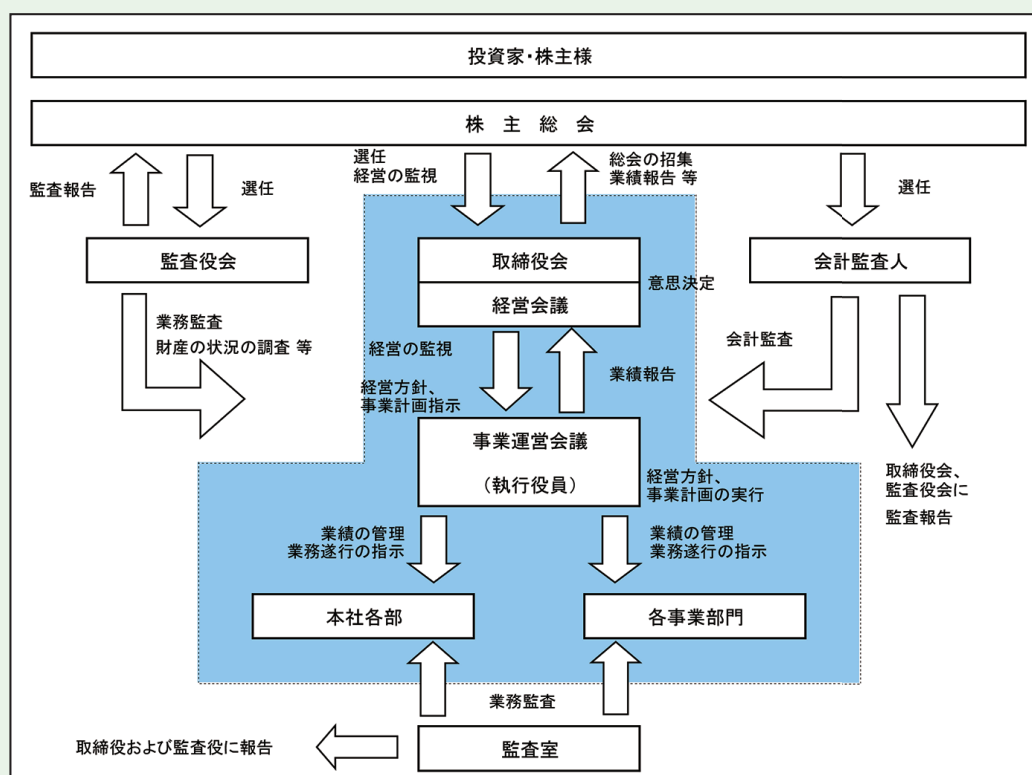 投資家・株主様
株 主 総 会
監査報告
選任
選任
経営の監視
総会の招集
業績報告 等
選任
監査役会
取締役会
経営会議
意思決定
会計監査人
業務監査
財産の状況の調査 等
経営の監視
経営方針、
事業計画指示
業績報告
会計監査
事業運営会議
(執行役員)
経営方針、
事業計画の実行
取締役会、
監査役会に
監査報告
業績の管理
業務遂行の指示
業績の管理
業務遂行の指示
本社各部
各事業部門
業務監査
監査室
取締役および監査役に報告